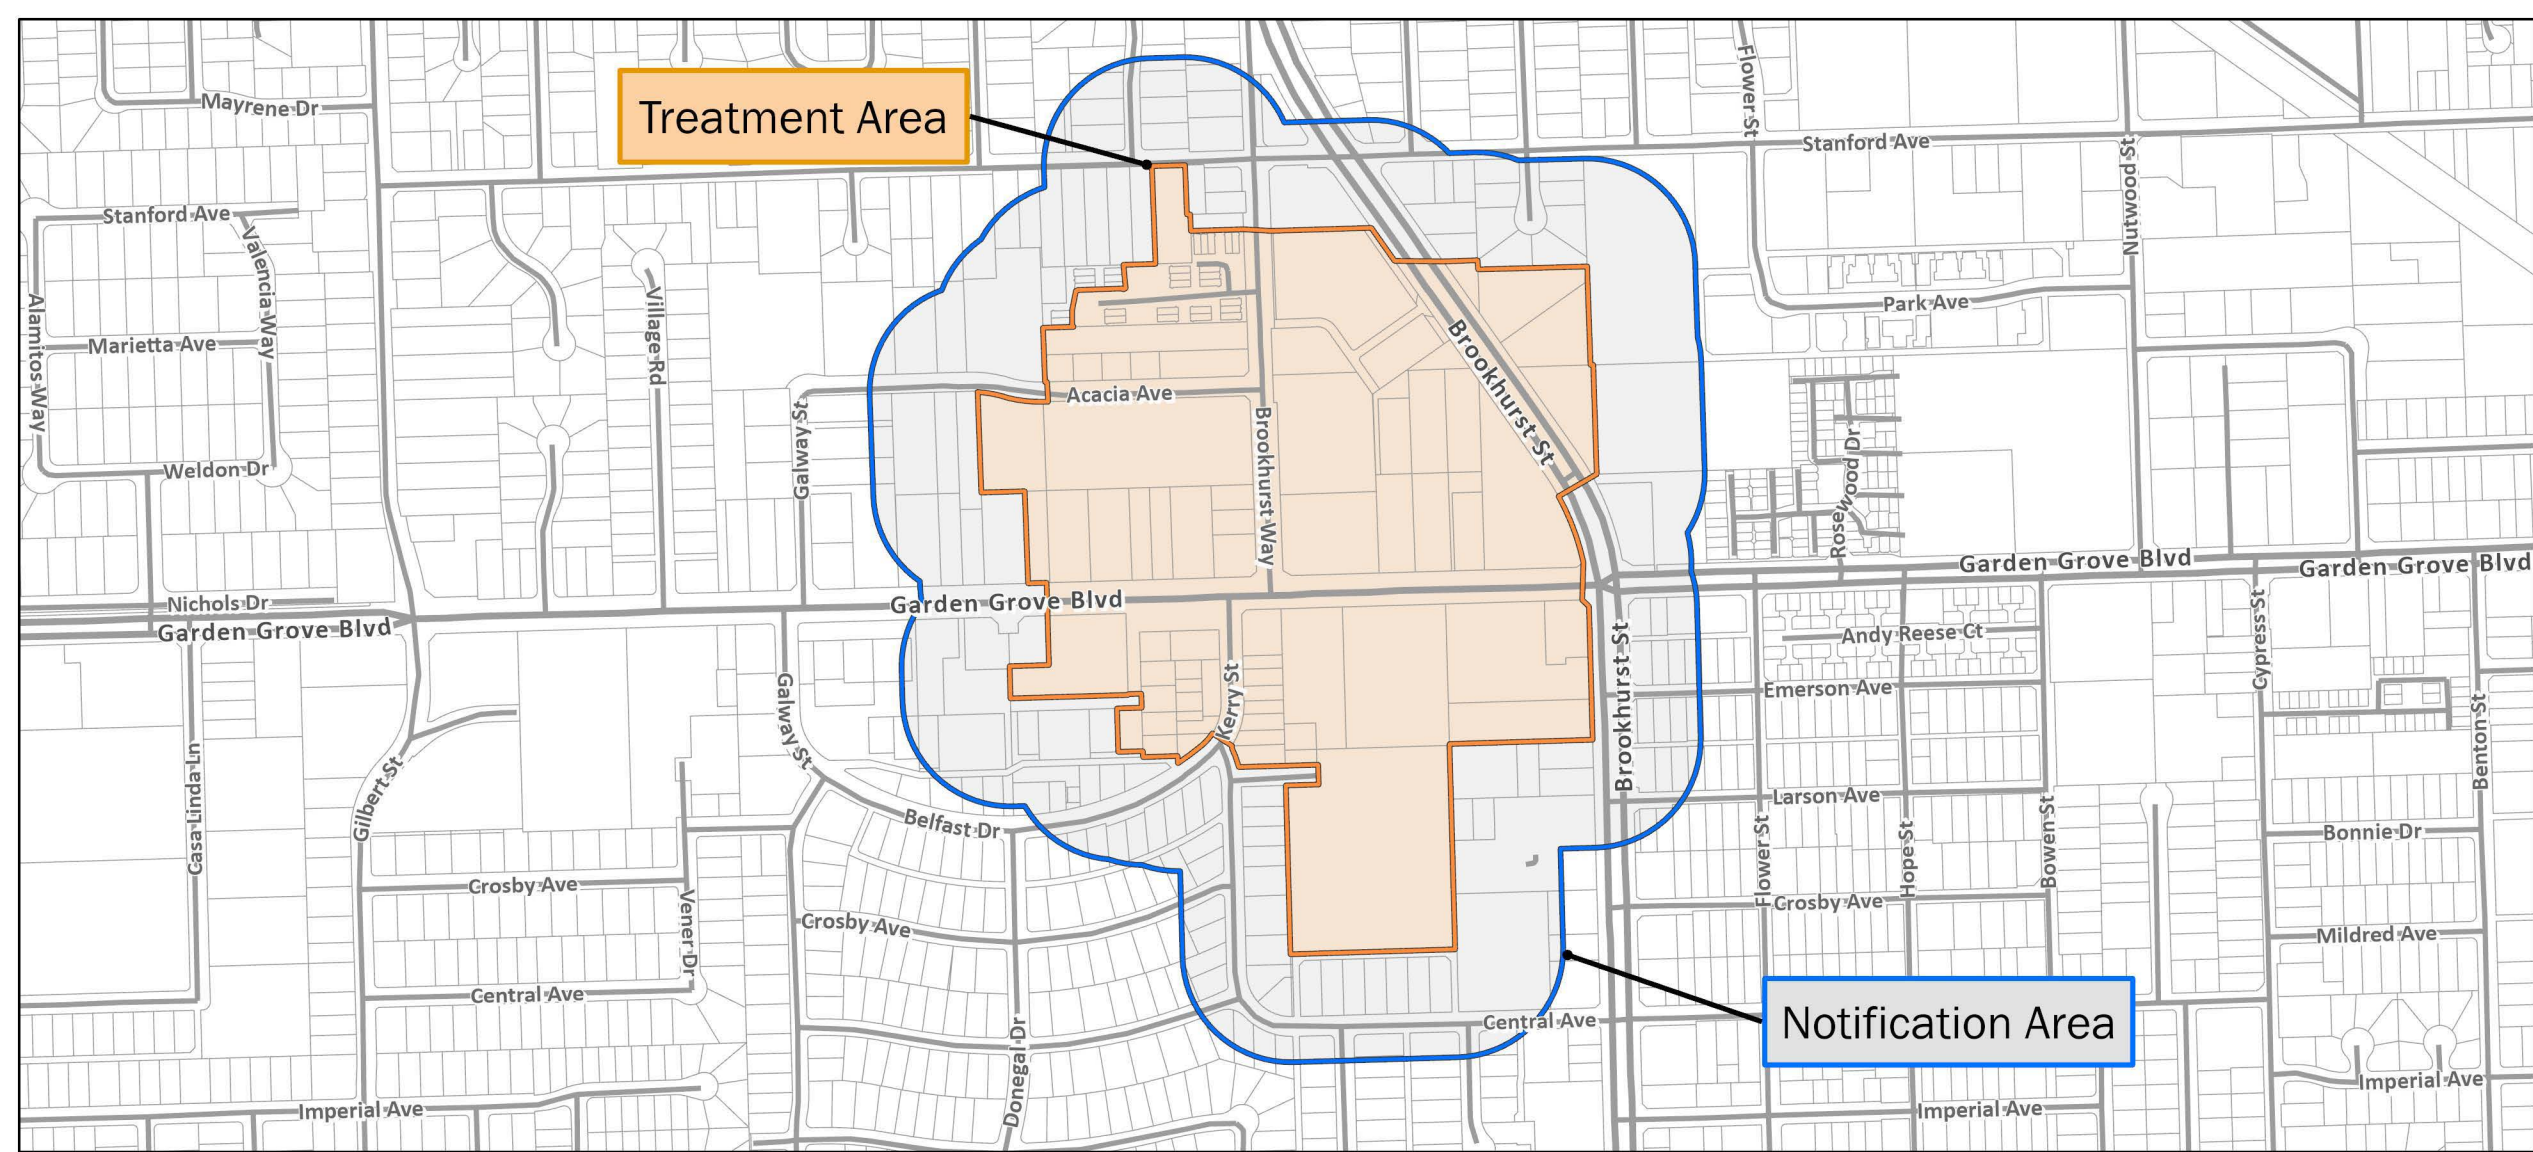 Treatment Area
Mayrene Dr
Flower St
Stanford Ave
Nutwood St
Stanford Ave
Valencia Way
Alamitos Way
Village Rd
Park Ave
Marietta Ave
Brookhurst St
Acacia Ave
Galway St
Brookhurst Way
Weldon Dr
Rosewood Dr
Garden Grove Blvd
Garden Grove Blvd
Nichols Dr
Garden Grove Blvd
Garden Grove Blvd
Andy Reese Ct
Cypress St
Kerry St
Brookhurst St
Emerson Ave
Galway St
Benton St
Casa Linda Ln
Gilbert St
Larson Ave
Belfast Dr
Flower St
Hope St
Bowen St
Bonnie Dr
Crosby Ave
Vener Dr
Crosby Ave
Crosby Ave
Mildred Ave
Central Ave
Central Ave
Notification Area
Donegal Dr
Imperial Ave
Imperial Ave
Imperial Ave